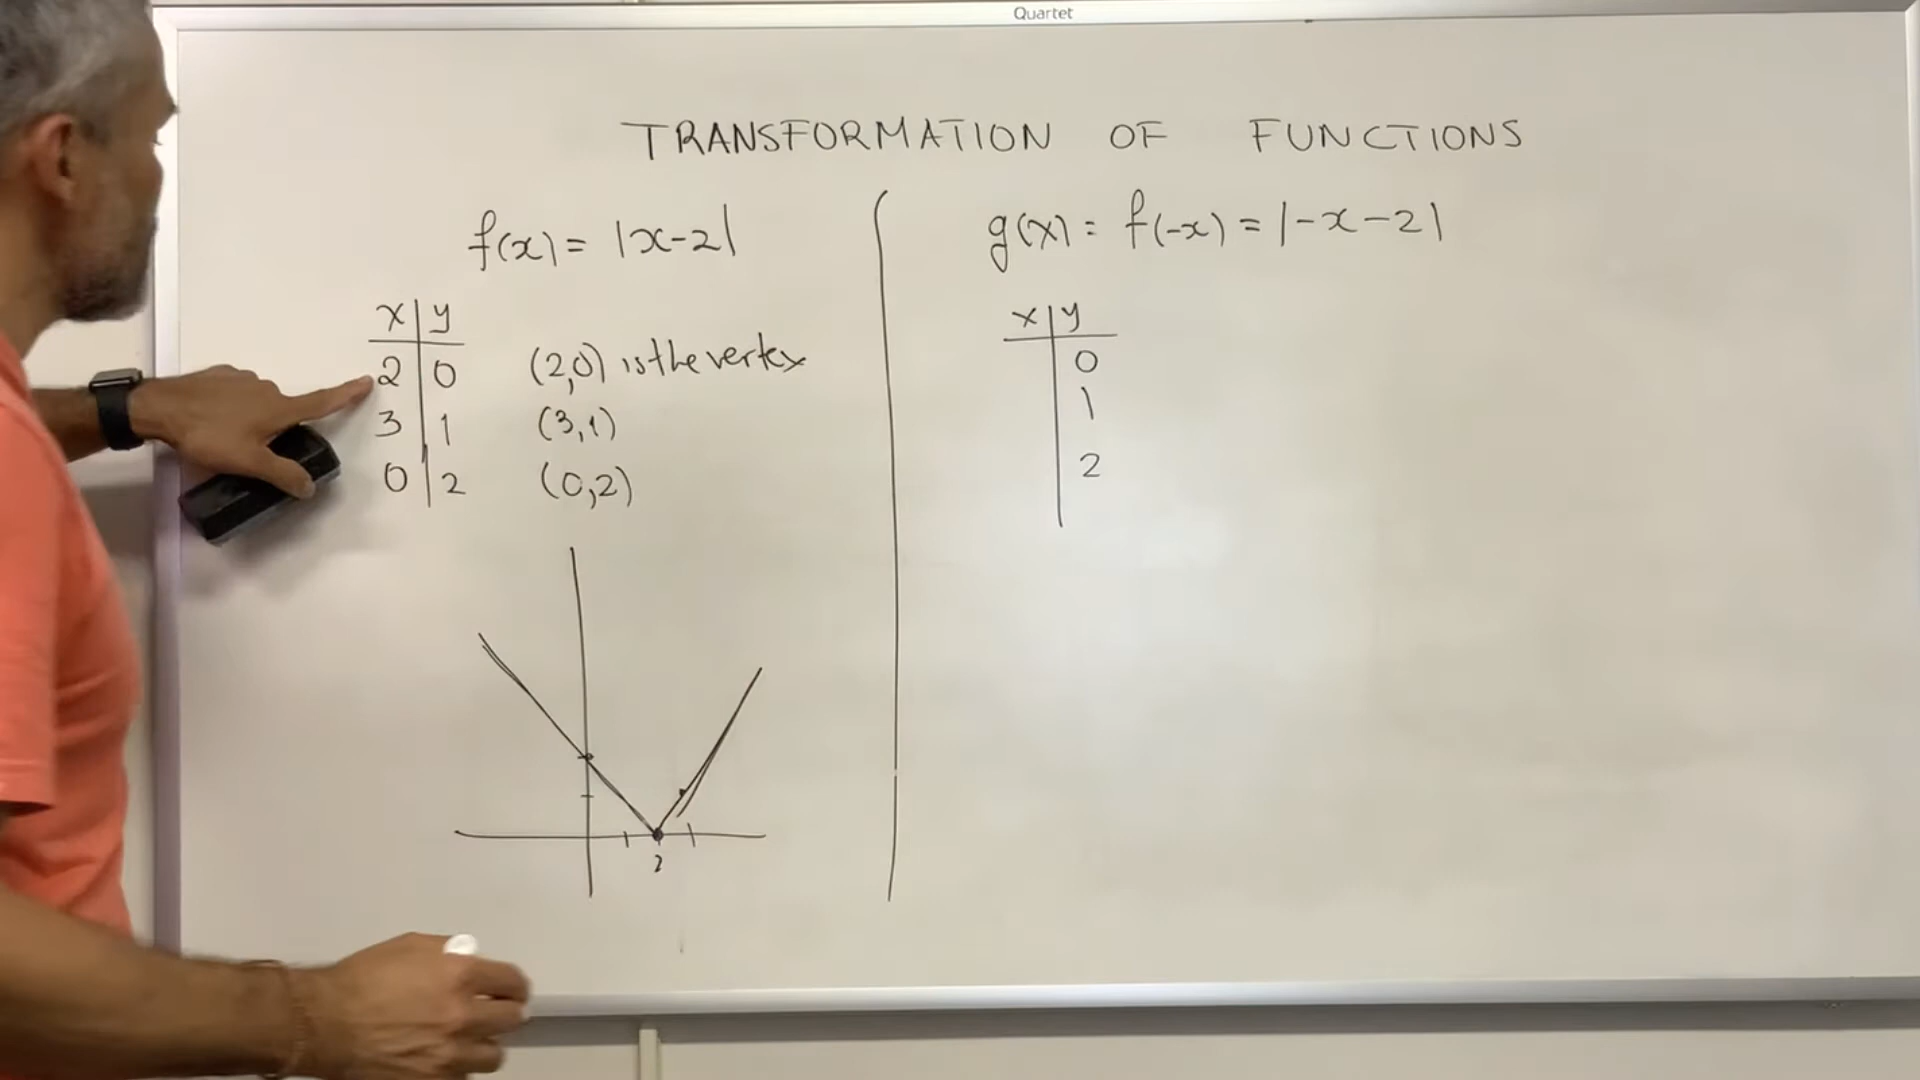 Quartet
TRANSFORMATION OF FUNCTIONS
f(x) = |x-2|
x y
2 0 (2,0) is the vertex
3 1 (3,1)
0 2 (0,2)
2
g(x) = f(-x) = |-x-2|
x y
0
1
2